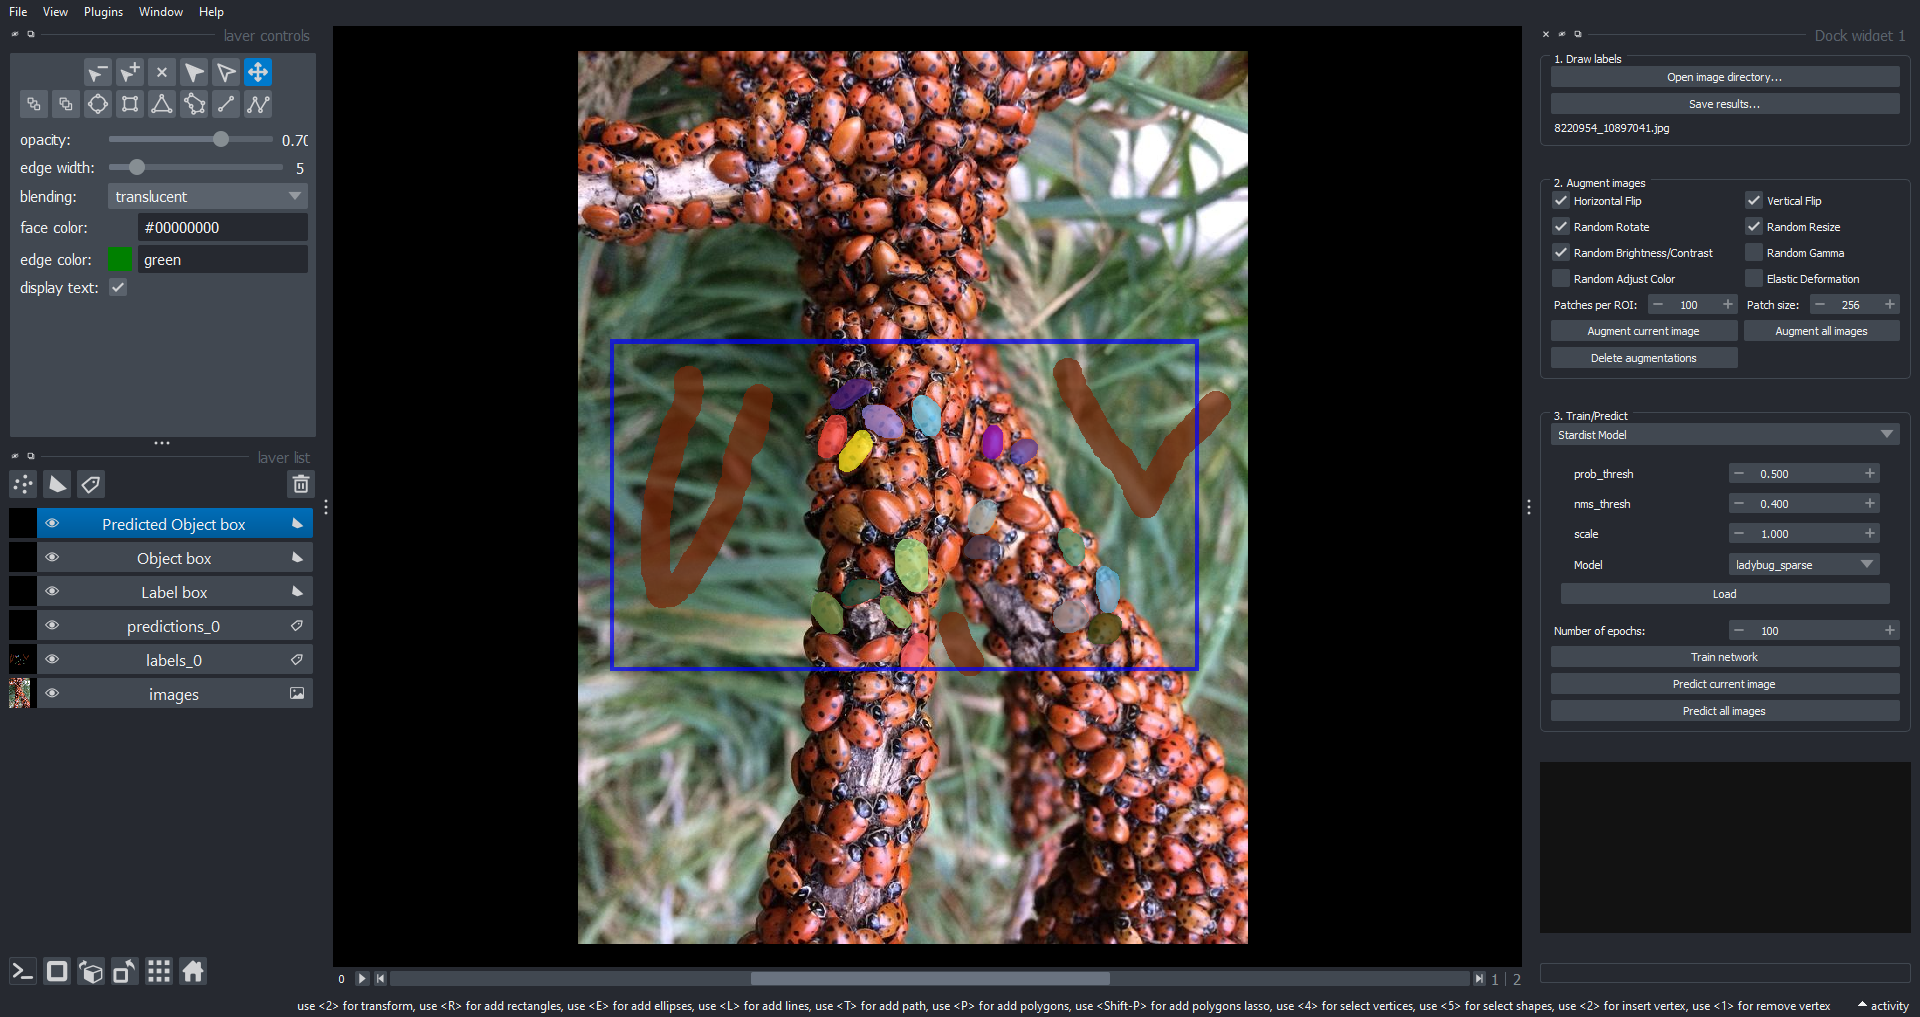 File View Plugins Window Help
layer controls
opacity: 0.70
edge width: 5
blending: translucent
face color: #00000000
edge color: green
display text:
layer list
Predicted Object box
Object box
Label box
predictions_0
labels_0
images
0 1 | 2
use <2> for transform, use <R> for add rectangles, use <E> for add ellipses, use <L> for add lines, use <T> for add path, use <P> for add polygons, use <Shift-P> for add polygons lasso, use <4> for select vertices, use <5> for select shapes, use <2> for insert vertex, use <1> for remove vertex
activity
Dock widget 1
1. Draw labels
Open image directory...
Save results...
8220954_10897041.jpg
2. Augment images
Horizontal Flip Vertical Flip
Random Rotate Random Resize
Random Brightness/Contrast Random Gamma
Random Adjust Color Elastic Deformation
Patches per ROI: 100 Patch size: 256
Augment current image Augment all images
Delete augmentations
3. Train/Predict
Stardist Model
prob_thresh 0.500
nms_thresh 0.400
scale 1.000
Model ladybug_sparse
Load
Number of epochs: 100
Train network
Predict current image
Predict all images